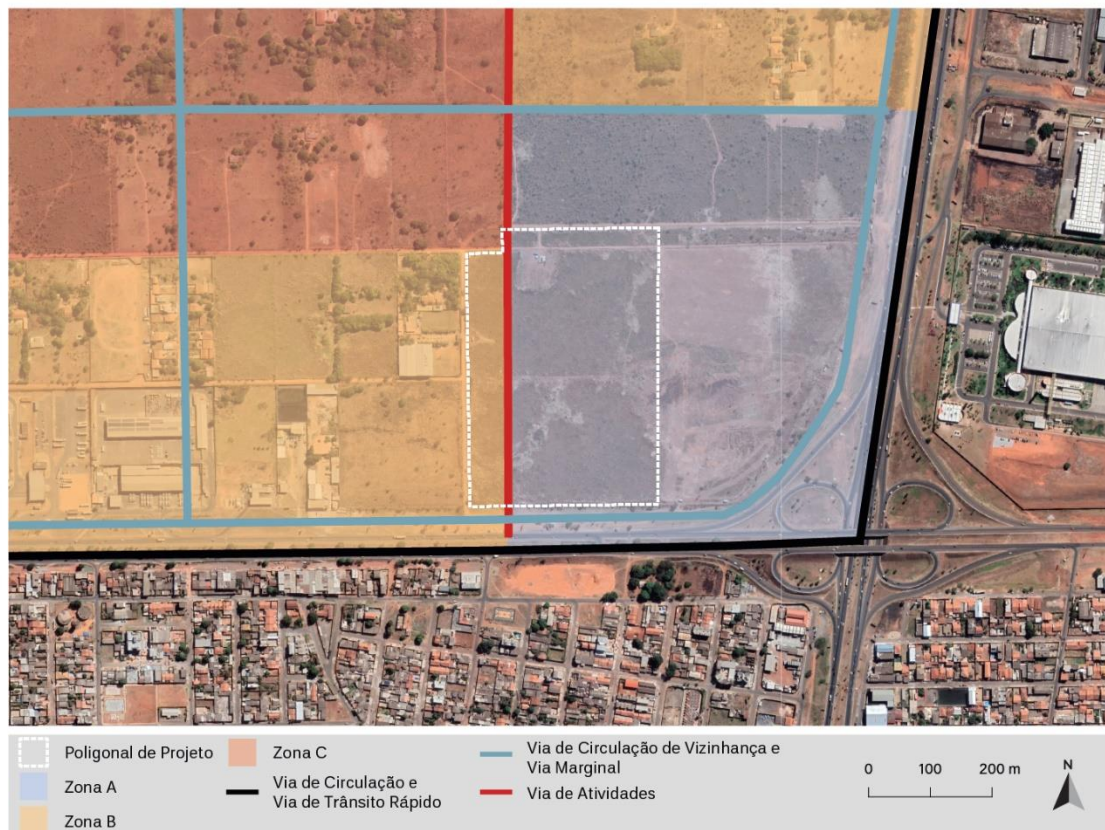 Poligonal de Projeto
Zona A
Zona B
Zona C
Via de Circulação e
Via de Trânsito Rápido
Via de Circulação de Vizinhança e
Via Marginal
Via de Atividades
0 100 200 m
N